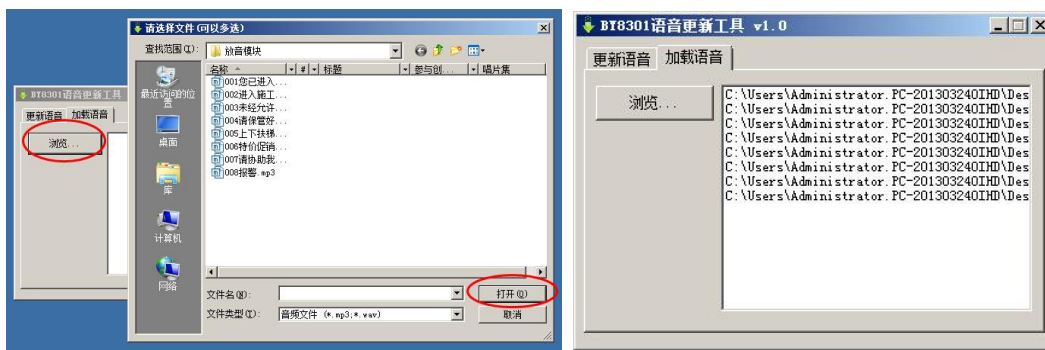 请选择文件(可以多选)
查找范围(I):
放音模块
名称
#
标题
参与创...
唱片集
最近访问的位置
桌面
库
计算机
网络
001您已进入...
002进入施工...
003未经允许...
004请保管好...
005上下扶梯...
006特价促销...
007请协助我...
008报警.mp3
文件名(N):
打开(O)
文件类型(T):
音频文件 (*.mp3;*.wav)
取消
BY8301语音更新工具
更新语音 加载语音
浏览...
BY8301语音更新工具 v1.0
更新语音 加载语音
浏览...
C:\Users\Administrator.PC-201303240IHD\Des
C:\Users\Administrator.PC-201303240IHD\Des
C:\Users\Administrator.PC-201303240IHD\Des
C:\Users\Administrator.PC-201303240IHD\Des
C:\Users\Administrator.PC-201303240IHD\Des
C:\Users\Administrator.PC-201303240IHD\Des
C:\Users\Administrator.PC-201303240IHD\Des
C:\Users\Administrator.PC-201303240IHD\Des